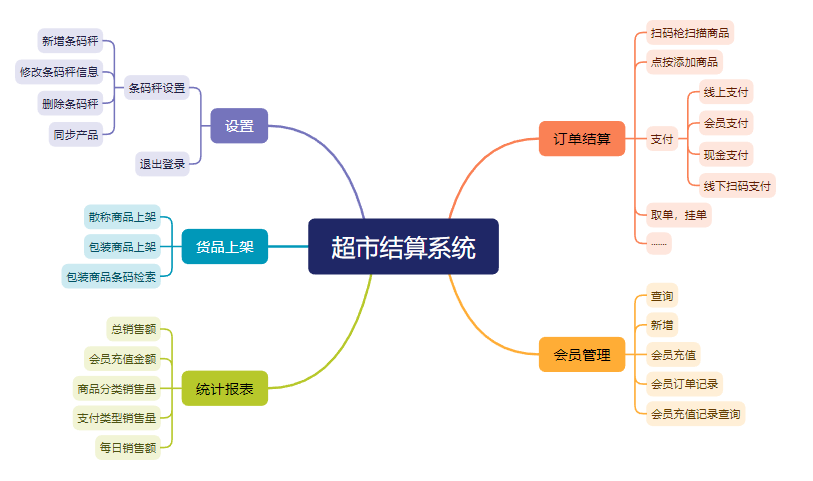 超市结算系统
订单结算
扫码枪扫描商品
点按添加商品
支付
线上支付
会员支付
现金支付
线下扫码支付
取单，挂单
......
会员管理
查询
新增
会员充值
会员订单记录
会员充值记录查询
设置
条码秤设置
新增条码秤
修改条码秤信息
删除条码秤
同步产品
退出登录
货品上架
散称商品上架
包装商品上架
包装商品条码检索
统计报表
总销售额
会员充值金额
商品分类销售量
支付类型销售量
每日销售额